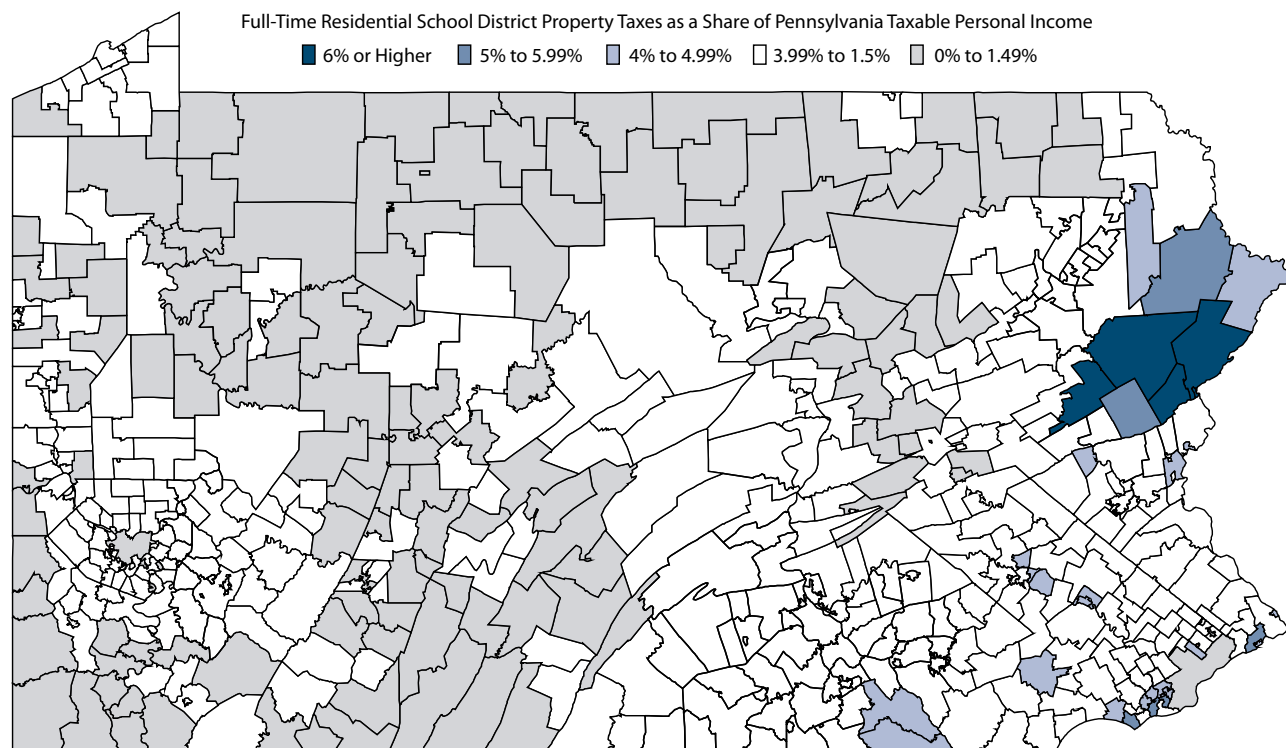 Full-Time Residential School District Property Taxes as a Share of Pennsylvania Taxable Personal Income
6% or Higher 5% to 5.99% 4% to 4.99% 3.99% to 1.5% 0% to 1.49%